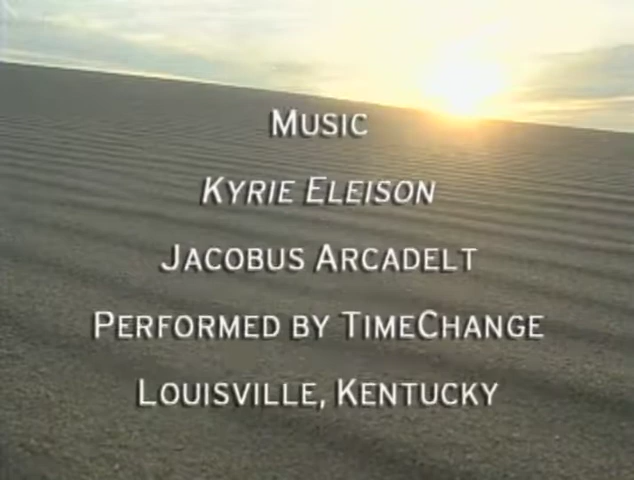 Music
Kyrie Eleison
Jacobus Arcadelt
Performed by TimeChange
Louisville, Kentucky